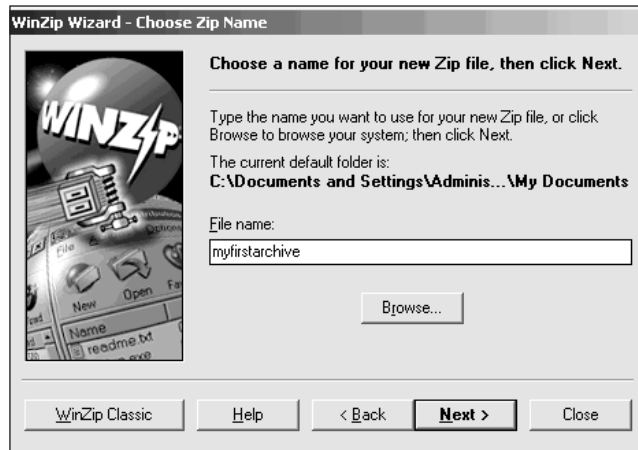 WinZip Wizard - Choose Zip Name
Choose a name for your new Zip file, then click Next.
Type the name you want to use for your new Zip file, or click
Browse to browse your system; then click Next.
The current default folder is:
C:\Documents and Settings\Adminis...\My Documents
File name:
myfirstarchive
Browse...
WINZIP
File
Options
New
Open
Name
readme.txt
WinZip Classic
Help
< Back
Next >
Close